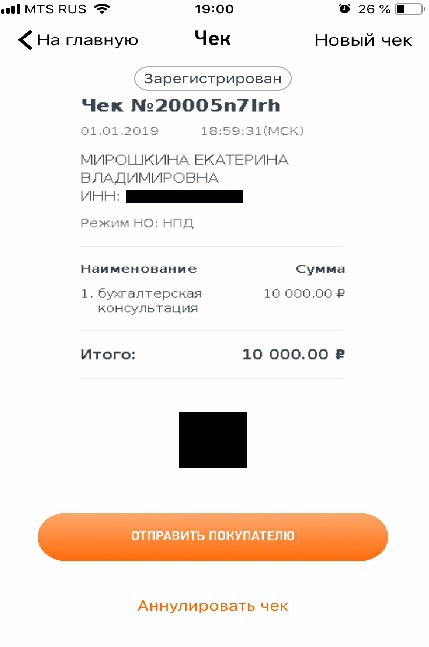 MTS RUS 19:00 26 %
На главную Чек Новый чек
Зарегистрирован
Чек №20005n7lrh
01.01.2019 18:59:31(МСК)
МИРОШКИНА ЕКАТЕРИНА
ВЛАДИМИРОВНА
ИНН:
Режим НО: НПД
Наименование Сумма
1. бухгалтерская 10 000.00 ₽
консультация
Итого: 10 000.00 ₽
ОТПРАВИТЬ ПОКУПАТЕЛЮ
Аннулировать чек